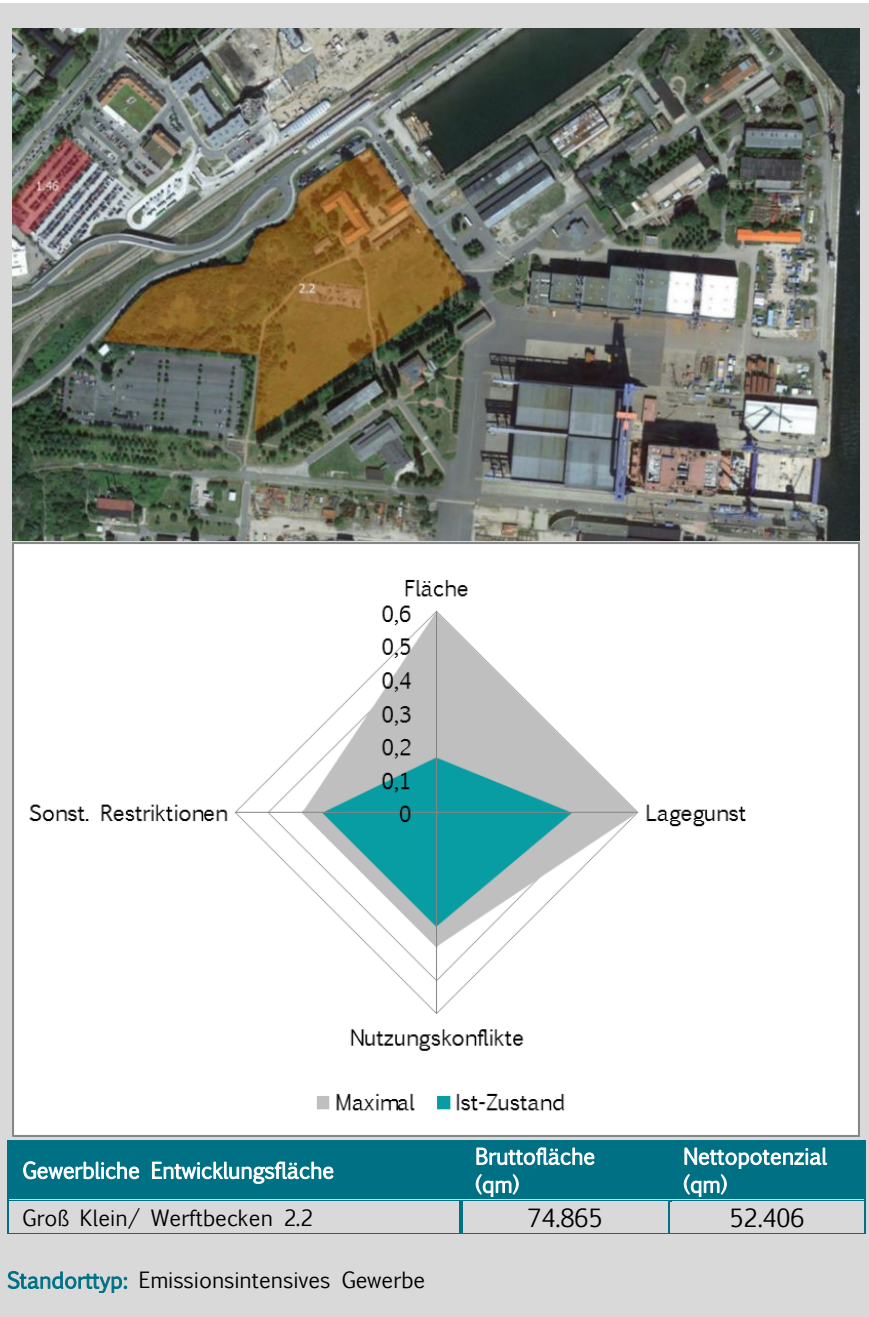 1.46
2.2
Fläche
0,6
0,5
0,4
0,3
0,2
0,1
0
Sonst. Restriktionen
Lagegunst
Nutzungskonflikte
Maximal Ist-Zustand
Gewerbliche Entwicklungsfläche
Bruttofläche
(qm)
Nettopotenzial
(qm)
Groß Klein/ Werftbecken 2.2 74.865 52.406
Standorttyp: Emissionsintensives Gewerbe